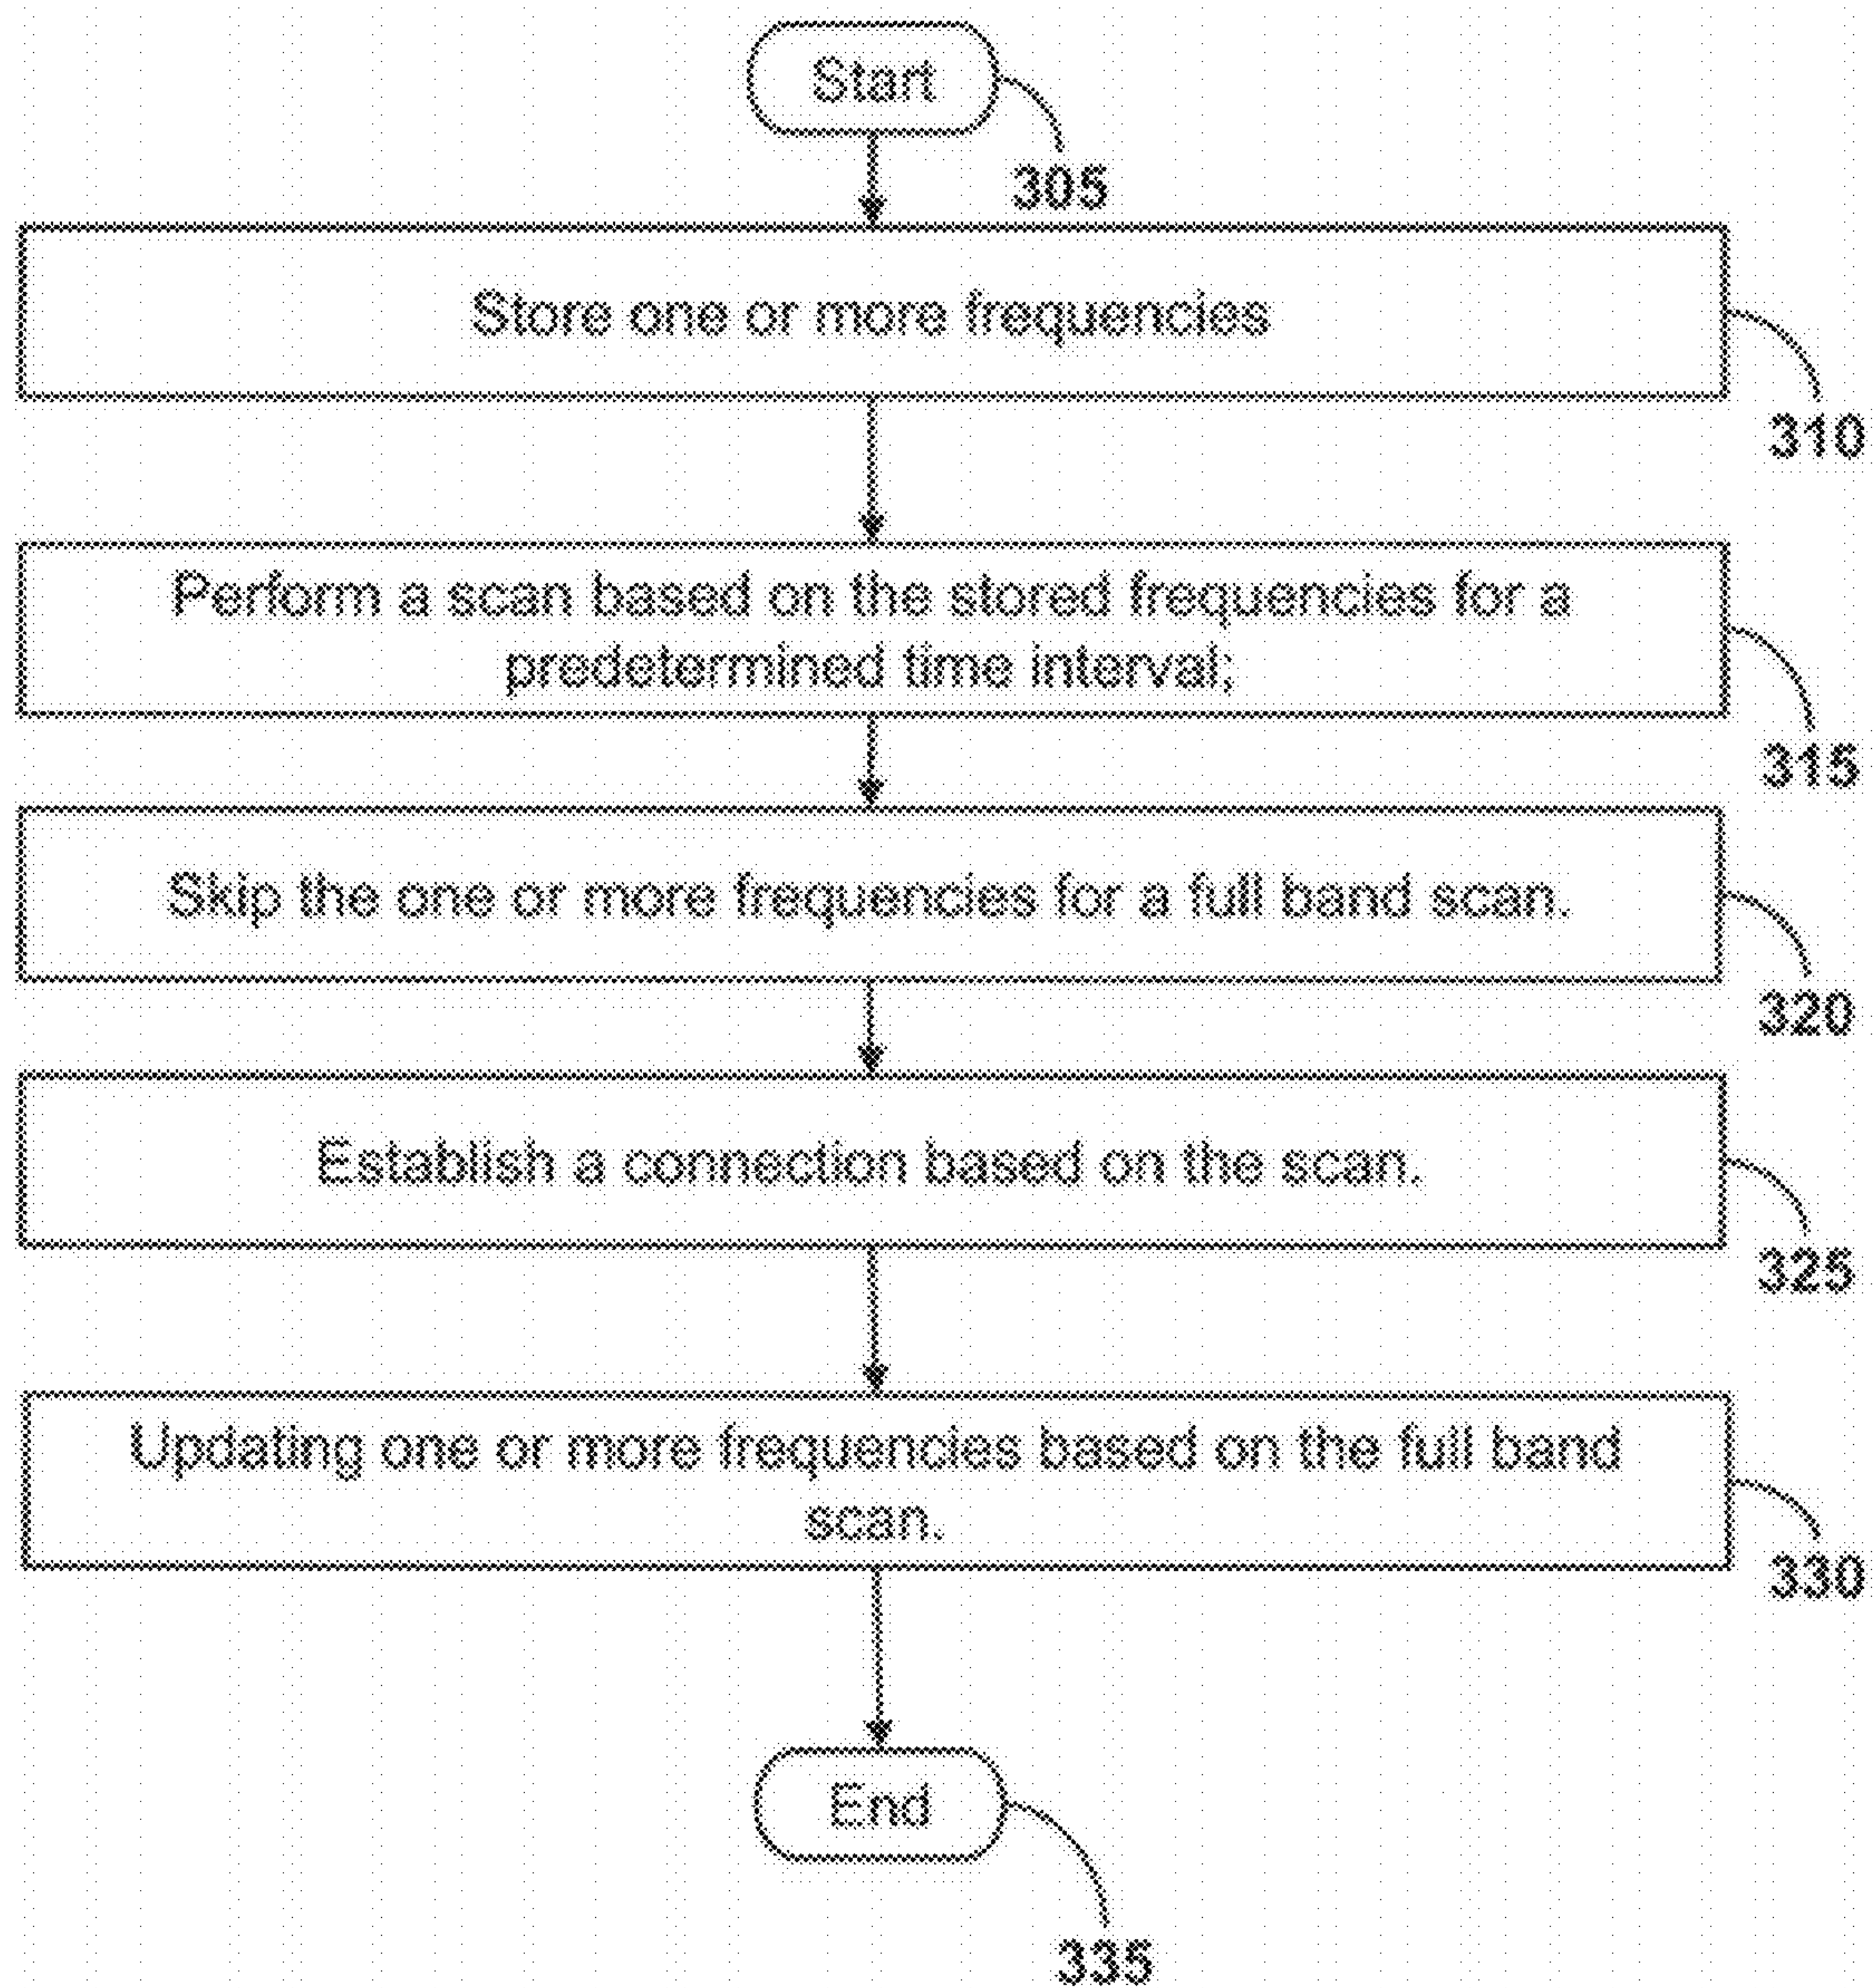 Start
305
Store one or more frequencies
310
Perform a scan based on the stored frequencies for a
predetermined time interval;
315
Skip the one or more frequencies for a full band scan.
320
Establish a connection based on the scan.
325
Updating one or more frequencies based on the full band
scan.
330
End
335